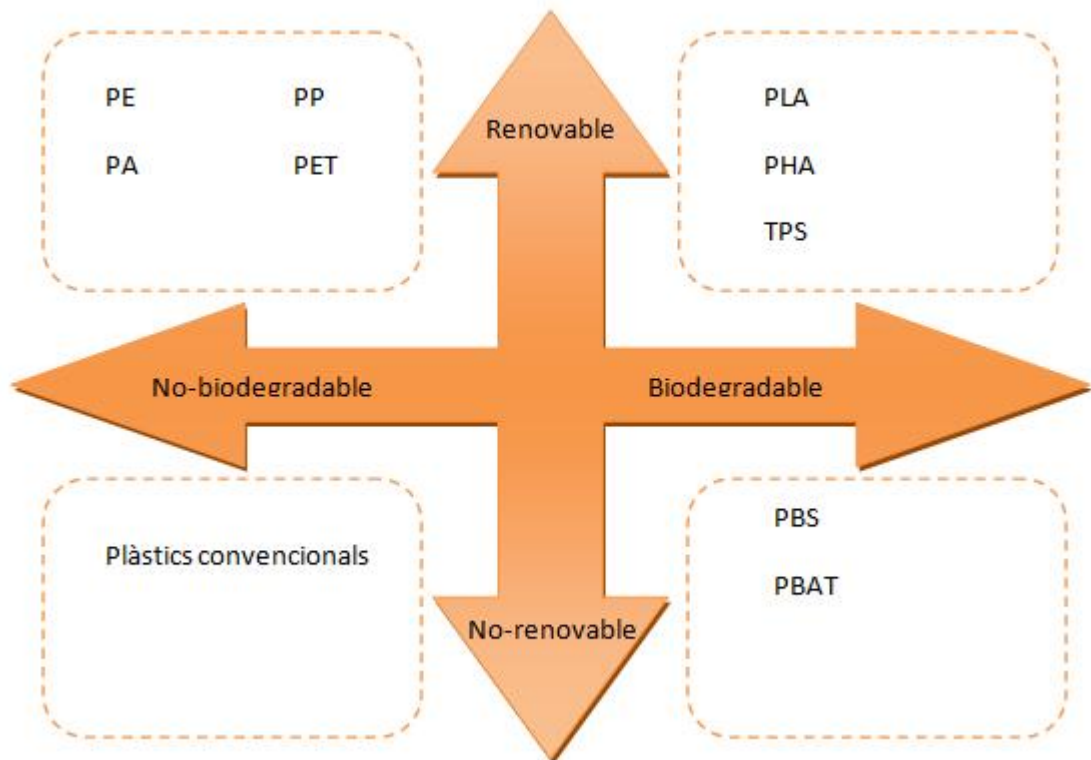 PE PP
PA PET
Renovable
PLA
PHA
TPS
No-biodegradable
Biodegradable
Plàstics convencionals
No-renovable
PBS
PBAT